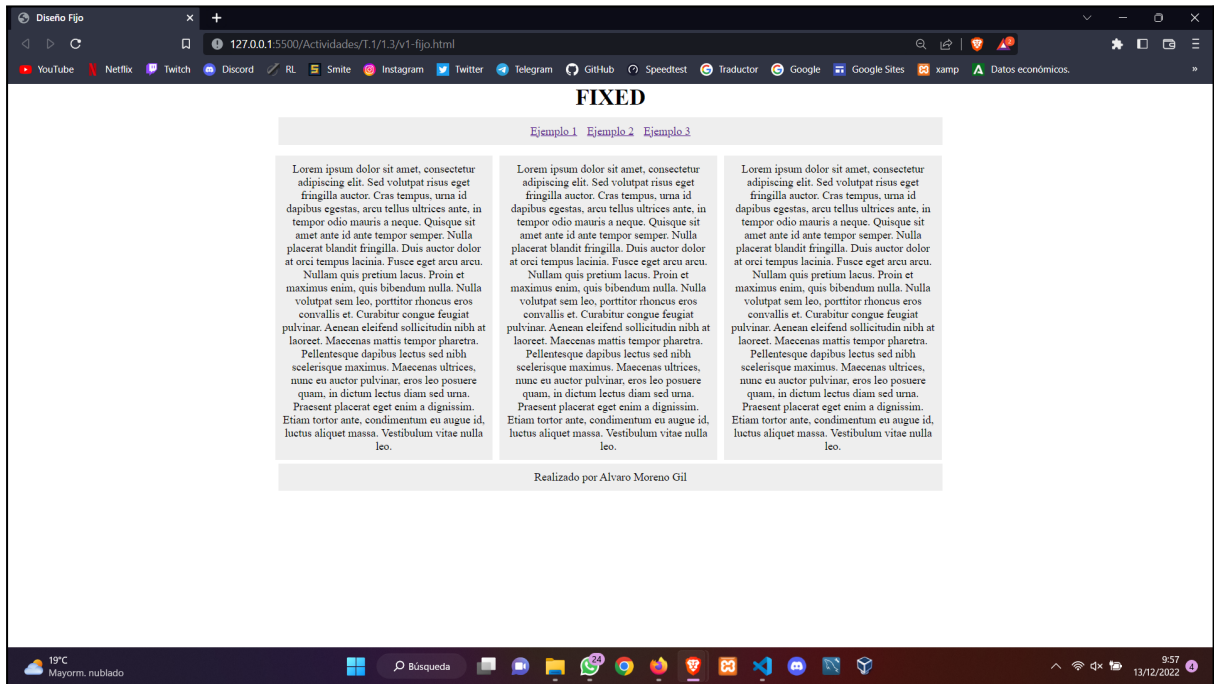 Diseño Fijo
127.0.0.1:5500/Actividades/T.1/1.3/v1-fijo.html
YouTube Netflix Twitch Discord RL Smite Instagram Twitter Telegram GitHub Speedtest Traductor Google Google Sites xamp Datos económicos. »
FIXED
Ejemplo 1 Ejemplo 2 Ejemplo 3
Lorem ipsum dolor sit amet, consectetur
adipiscing elit. Sed volutpat risus eget
fringilla auctor. Cras tempus, urna id
dapibus egestas, arcu tellus ultrices ante, in
tempor odio mauris a neque. Quisque sit
amet ante id ante tempor semper. Nulla
placerat blandit fringilla. Duis auctor dolor
at orci tempus lacinia. Fusce eget arcu arcu.
Nullam quis pretium lacus. Proin et
maximus enim, quis bibendum nulla. Nulla
volutpat sem leo, porttitor rhoncus eros
convallis et. Curabitur congue feugiat
pulvinar. Aenean eleifend sollicitudin nibh at
laoreet. Maecenas mattis tempor pharetra.
Pellentesque dapibus lectus sed nibh
scelerisque maximus. Maecenas ultrices,
nunc eu auctor pulvinar, eros leo posuere
quam, in dictum lectus diam sed urna.
Praesent placerat eget enim a dignissim.
Etiam tortor ante, condimentum eu augue id,
luctus aliquet massa. Vestibulum vitae nulla
leo.
Lorem ipsum dolor sit amet, consectetur
adipiscing elit. Sed volutpat risus eget
fringilla auctor. Cras tempus, urna id
dapibus egestas, arcu tellus ultrices ante, in
tempor odio mauris a neque. Quisque sit
amet ante id ante tempor semper. Nulla
placerat blandit fringilla. Duis auctor dolor
at orci tempus lacinia. Fusce eget arcu arcu.
Nullam quis pretium lacus. Proin et
maximus enim, quis bibendum nulla. Nulla
volutpat sem leo, porttitor rhoncus eros
convallis et. Curabitur congue feugiat
pulvinar. Aenean eleifend sollicitudin nibh at
laoreet. Maecenas mattis tempor pharetra.
Pellentesque dapibus lectus sed nibh
scelerisque maximus. Maecenas ultrices,
nunc eu auctor pulvinar, eros leo posuere
quam, in dictum lectus diam sed urna.
Praesent placerat eget enim a dignissim.
Etiam tortor ante, condimentum eu augue id,
luctus aliquet massa. Vestibulum vitae nulla
leo.
Lorem ipsum dolor sit amet, consectetur
adipiscing elit. Sed volutpat risus eget
fringilla auctor. Cras tempus, urna id
dapibus egestas, arcu tellus ultrices ante, in
tempor odio mauris a neque. Quisque sit
amet ante id ante tempor semper. Nulla
placerat blandit fringilla. Duis auctor dolor
at orci tempus lacinia. Fusce eget arcu arcu.
Nullam quis pretium lacus. Proin et
maximus enim, quis bibendum nulla. Nulla
volutpat sem leo, porttitor rhoncus eros
convallis et. Curabitur congue feugiat
pulvinar. Aenean eleifend sollicitudin nibh at
laoreet. Maecenas mattis tempor pharetra.
Pellentesque dapibus lectus sed nibh
scelerisque maximus. Maecenas ultrices,
nunc eu auctor pulvinar, eros leo posuere
quam, in dictum lectus diam sed urna.
Praesent placerat eget enim a dignissim.
Etiam tortor ante, condimentum eu augue id,
luctus aliquet massa. Vestibulum vitae nulla
leo.
Realizado por Alvaro Moreno Gil
19°C
Mayorm. nublado
Búsqueda
24
9:57
13/12/2022
4